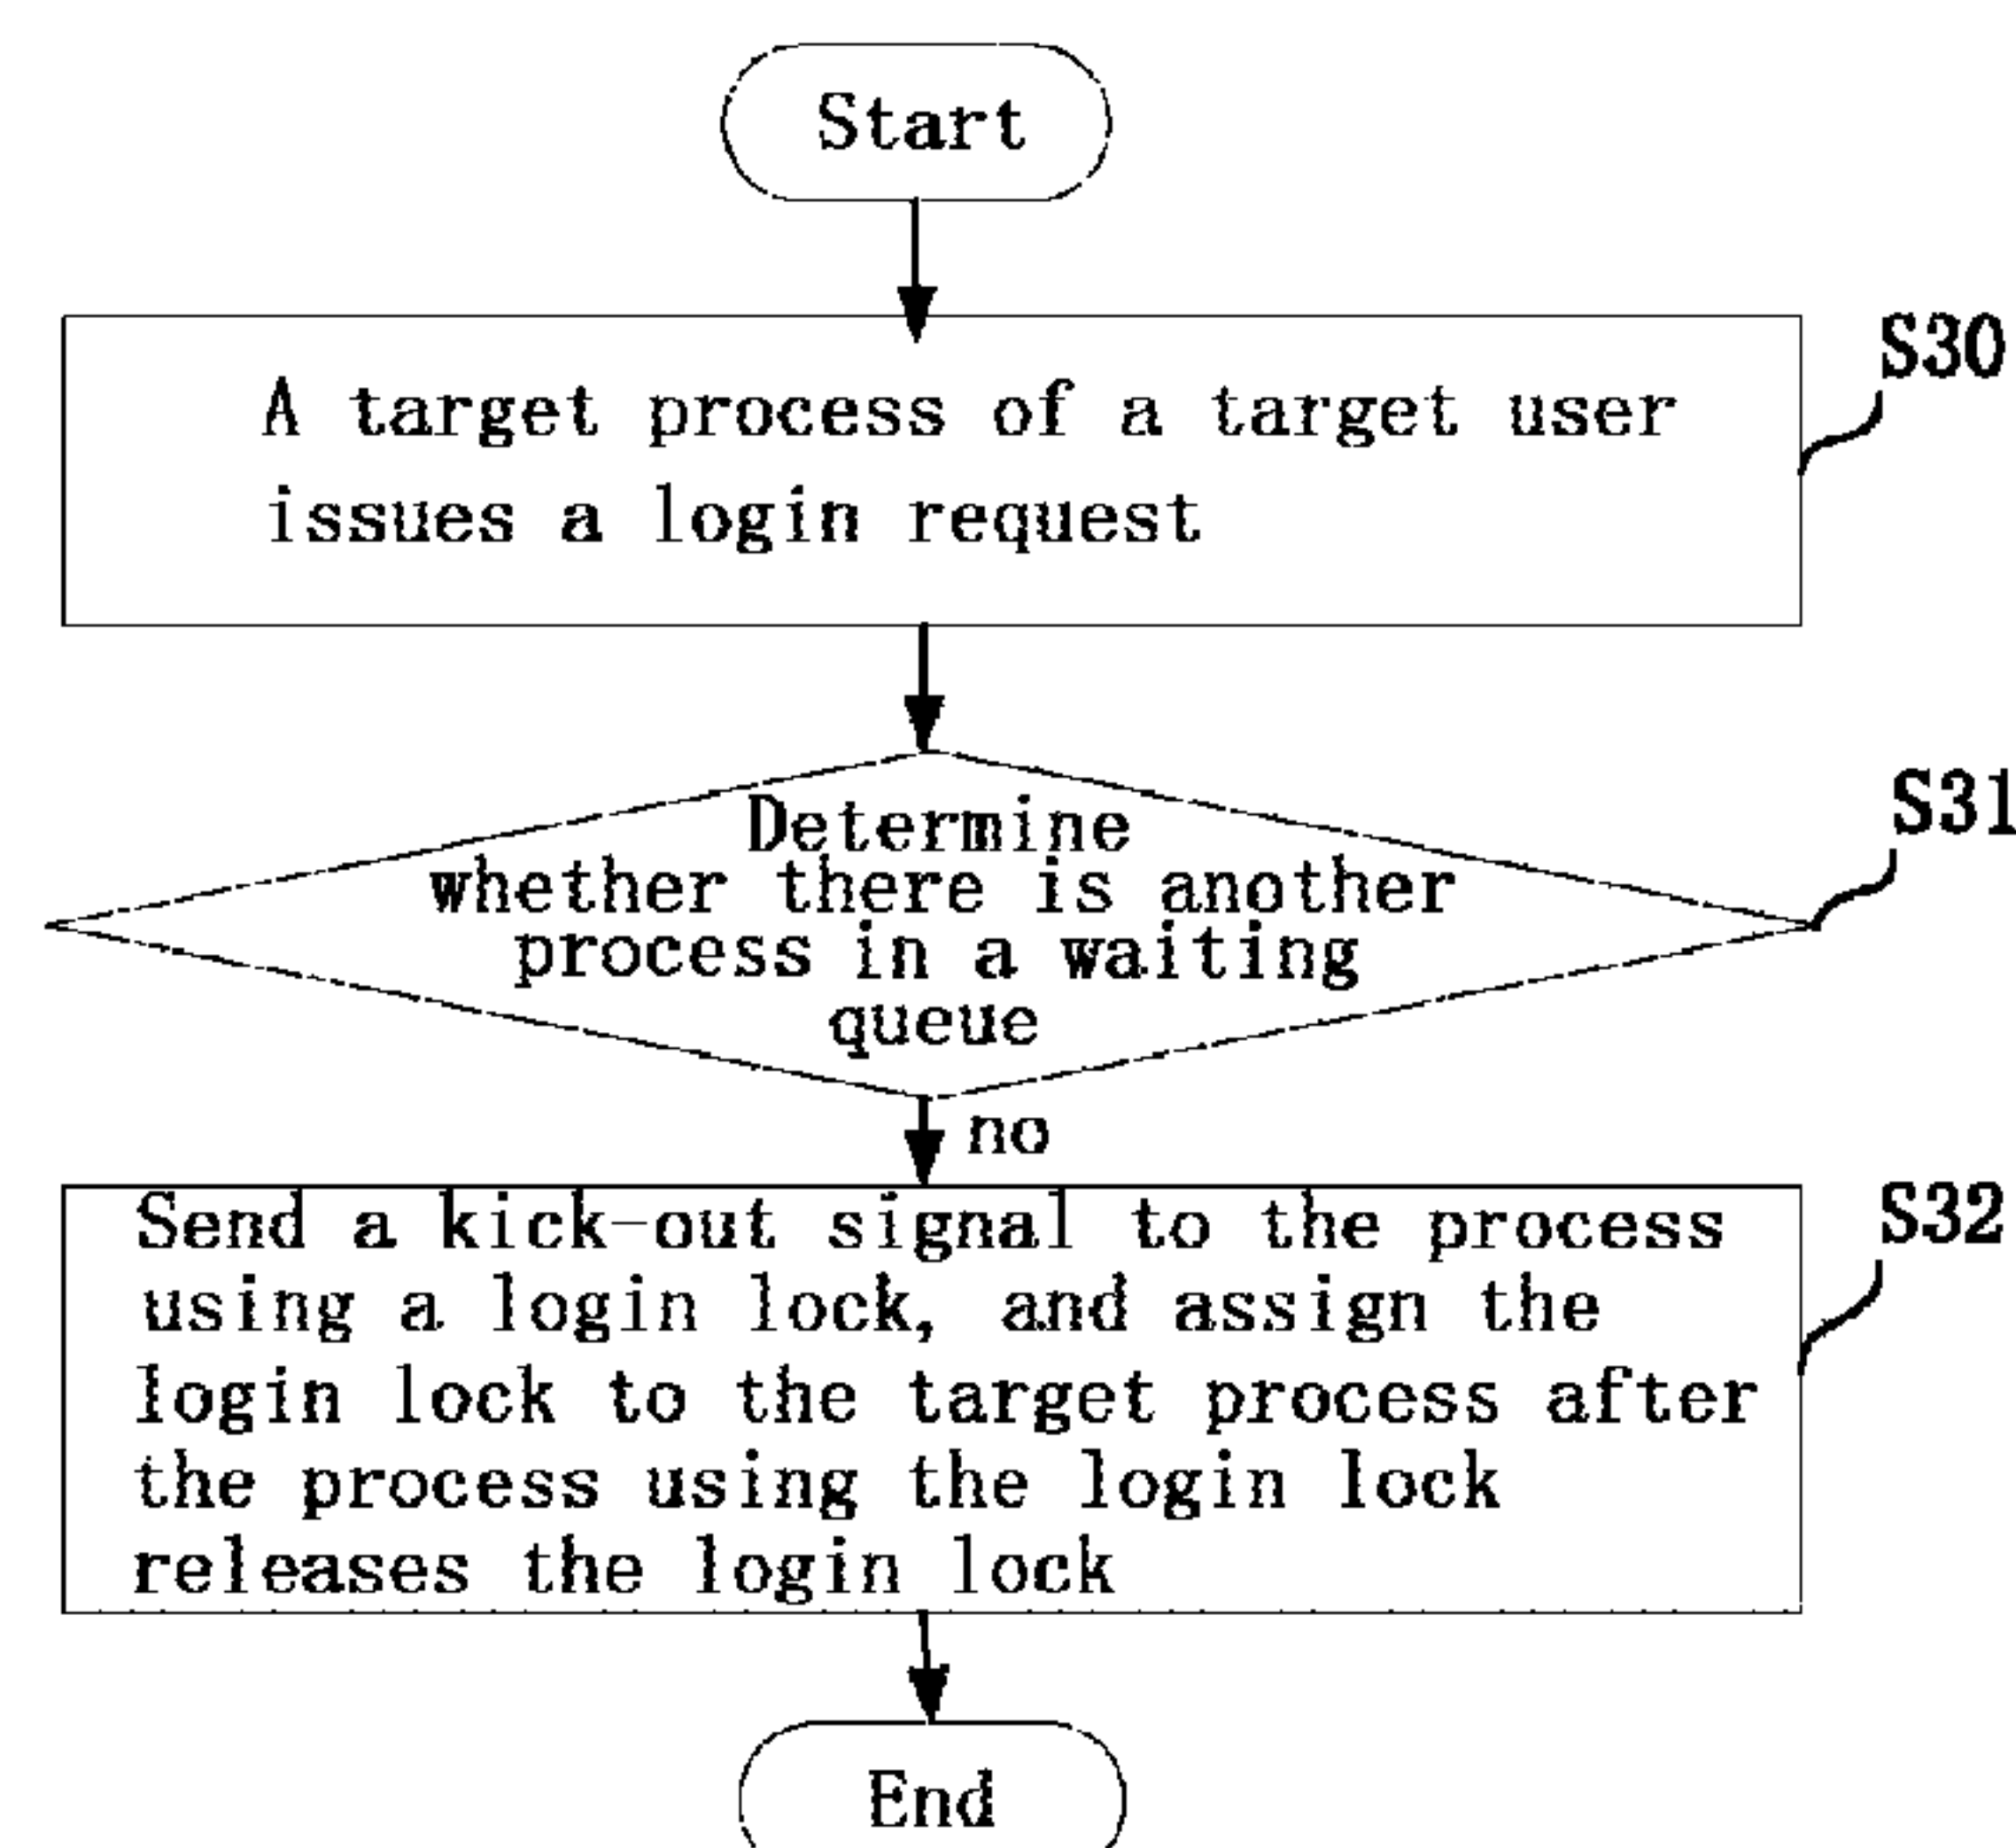 Start
S30
A target process of a target user
issues a login request
S31
Determine
whether there is another
process in a waiting
queue
no
S32
Send a kick-out signal to the process
using a login lock, and assign the
login lock to the target process after
the process using the login lock
releases the login lock
End